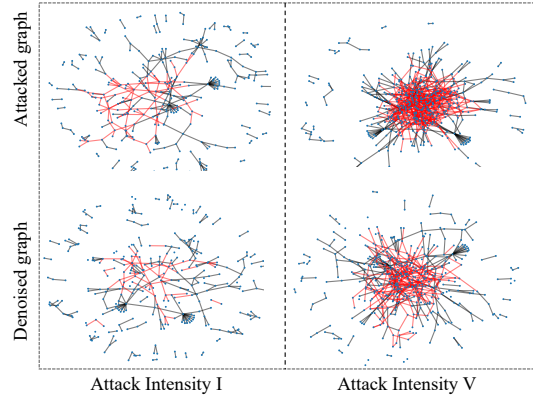 Attacked graph
Denoised graph
Attack Intensity I
Attack Intensity V